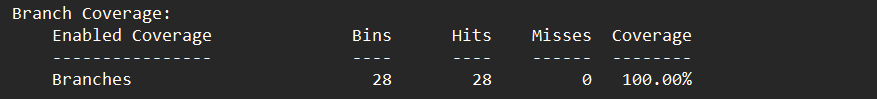 Branch Coverage:
    Enabled Coverage              Bins      Hits    Misses  Coverage
    ----------------              ----      ----    ------  --------
    Branches                        28        28         0   100.00%